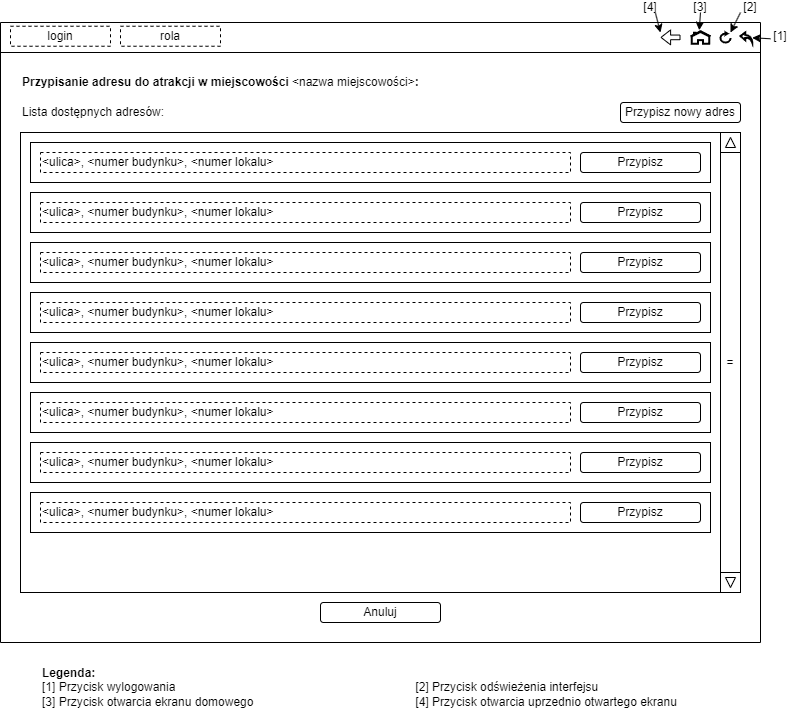 [4] [3] [2]
login rola [1]
Przypisanie adresu do atrakcji w miejscowości <nazwa miejscowości>:
Lista dostępnych adresów: Przypisz nowy adres
<ulica>, <numer budynku>, <numer lokalu> Przypisz
<ulica>, <numer budynku>, <numer lokalu> Przypisz
<ulica>, <numer budynku>, <numer lokalu> Przypisz
<ulica>, <numer budynku>, <numer lokalu> Przypisz
<ulica>, <numer budynku>, <numer lokalu> Przypisz =
<ulica>, <numer budynku>, <numer lokalu> Przypisz
<ulica>, <numer budynku>, <numer lokalu> Przypisz
<ulica>, <numer budynku>, <numer lokalu> Przypisz
Anuluj
Legenda:
[1] Przycisk wylogowania [2] Przycisk odświeżenia interfejsu
[3] Przycisk otwarcia ekranu domowego [4] Przycisk otwarcia uprzednio otwartego ekranu